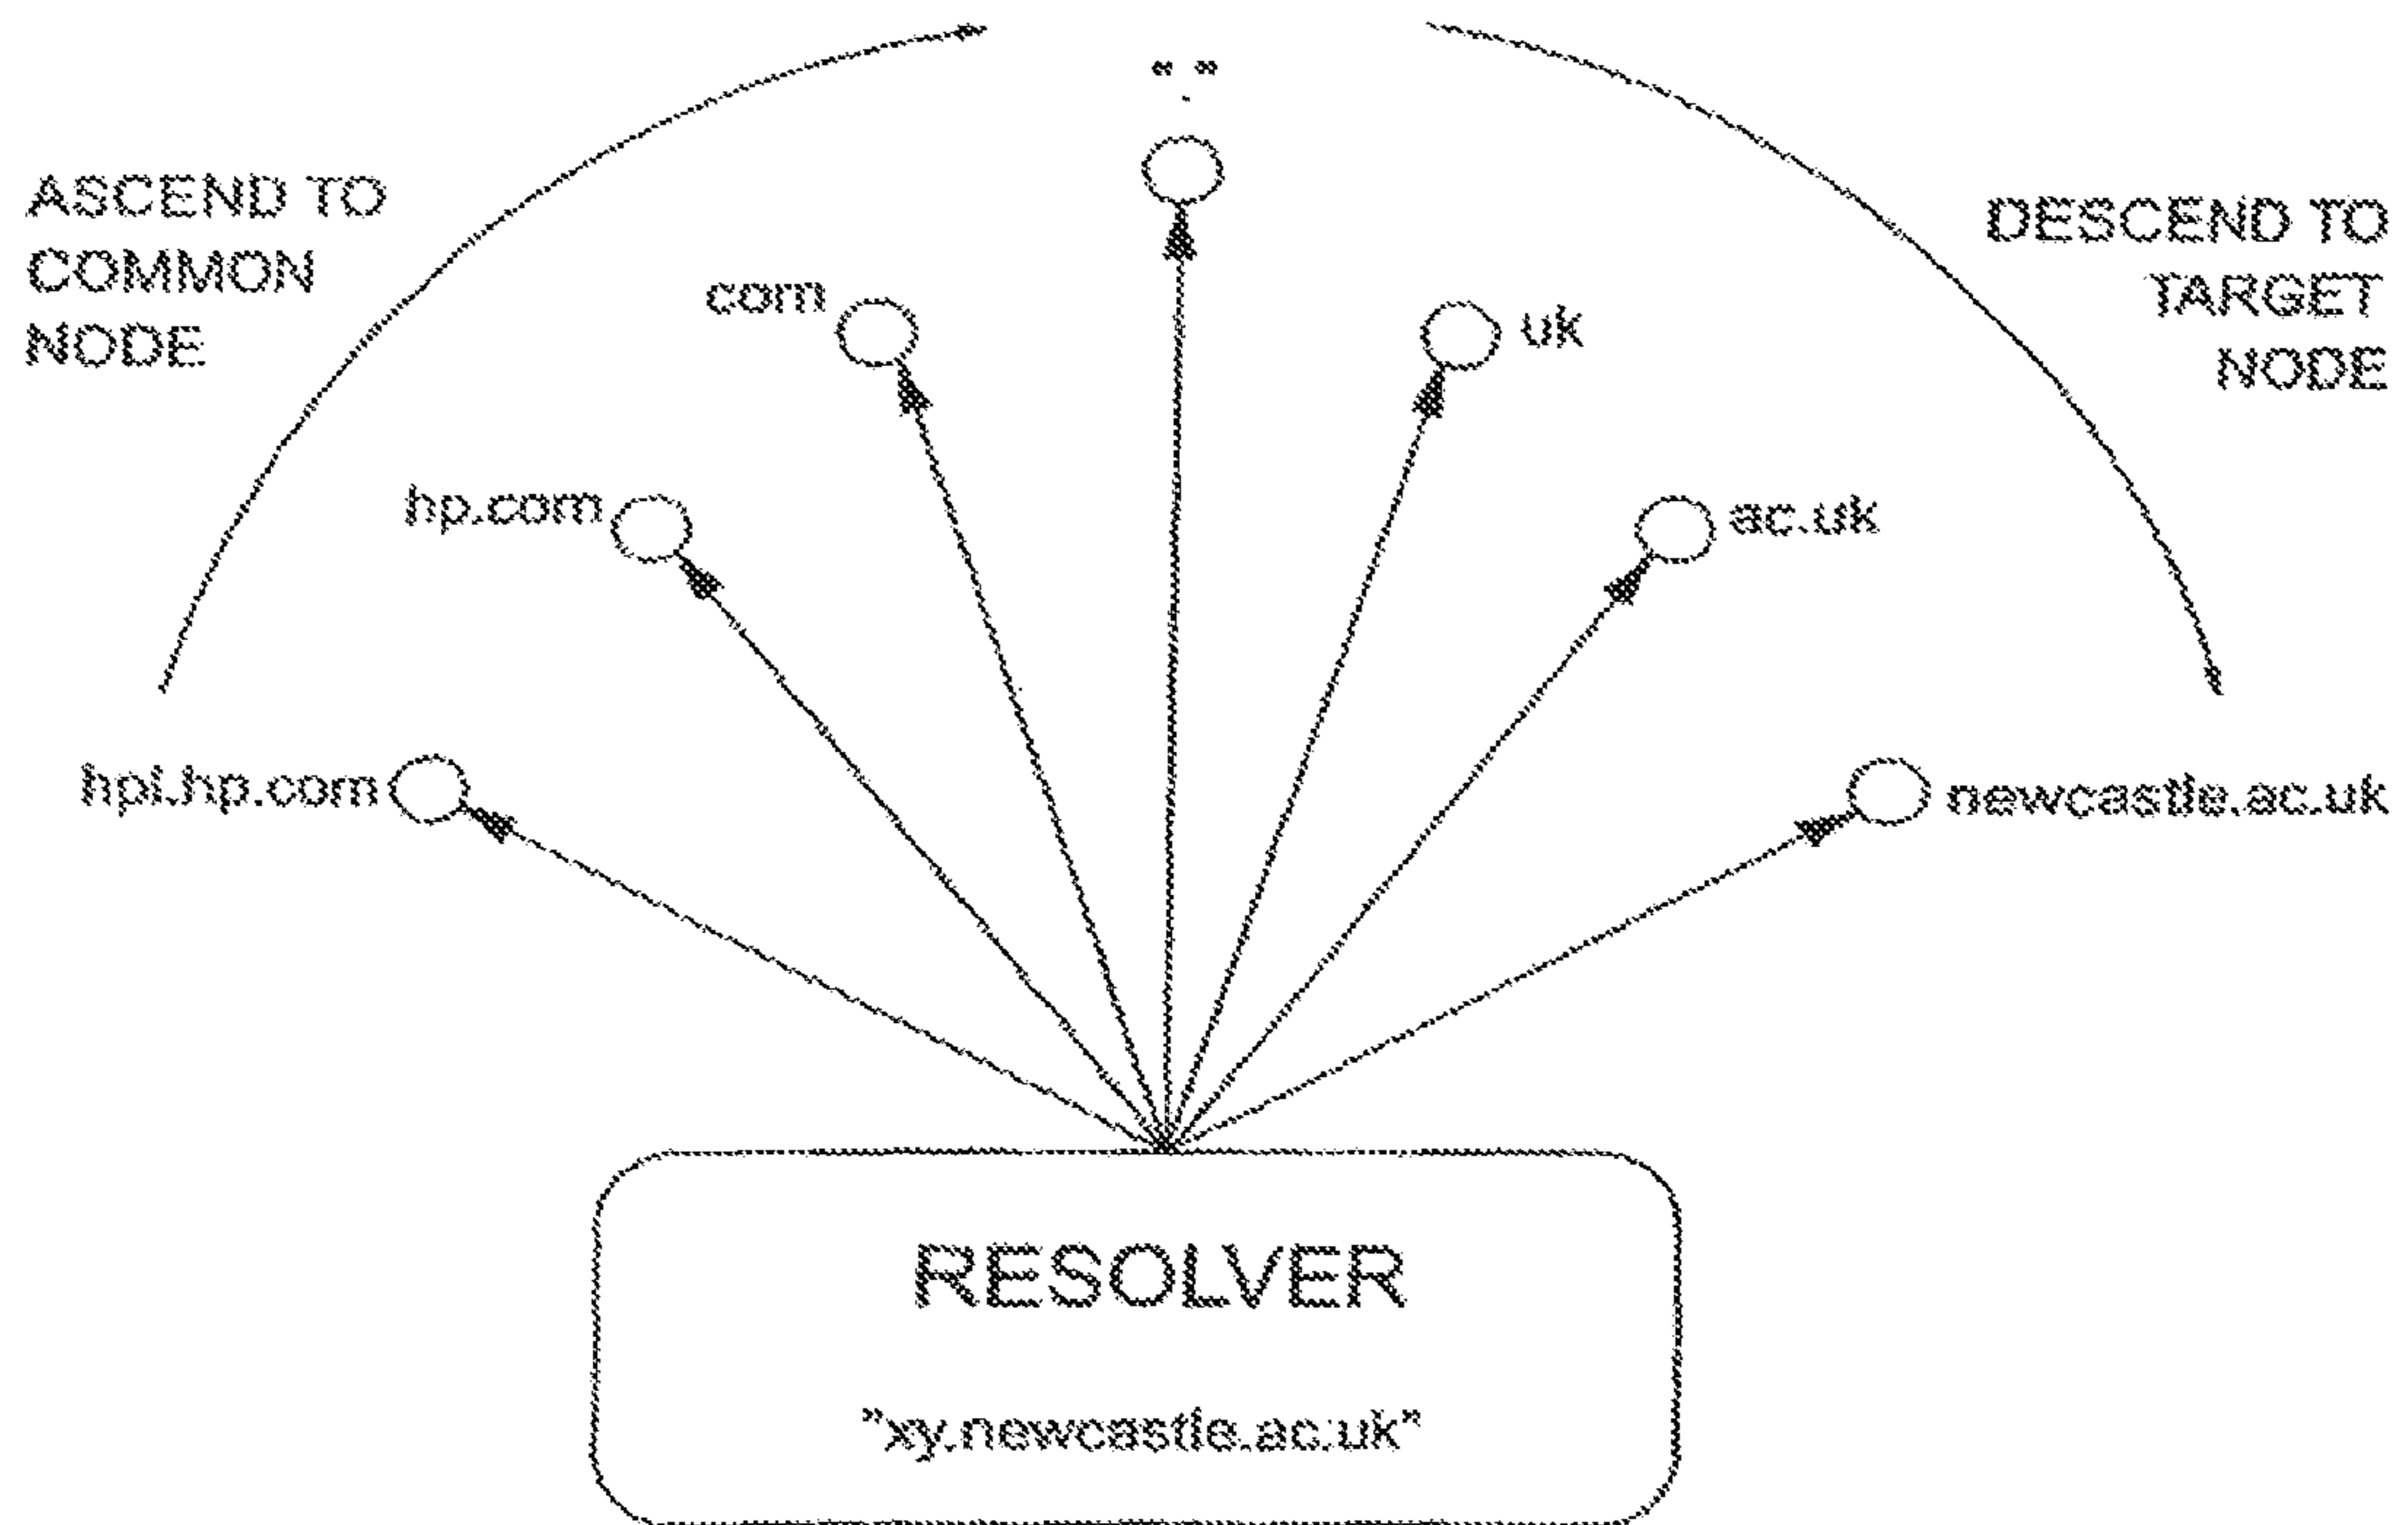 " "
.
ASCEND TO
COMMON
NODE
DESCEND TO
TARGET
NODE
com
uk
hp.com
ac.uk
hpl.hp.com
newcastle.ac.uk
RESOLVER
"xy.newcastle.ac.uk"